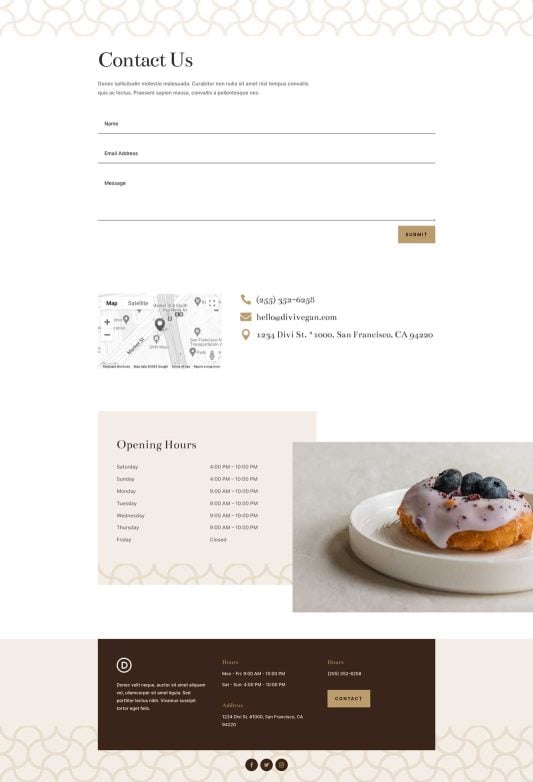 Contact Us
Donec sollicitudin molestie malesuada. Curabitur non nulla sit amet nisl tempus convallis
quis ac lectus. Praesent sapien massa, convallis a pellentesque nec.
Name
Email Address
Message
SUBMIT
Map Satellite
Market St
San Francisco
Keyboard shortcuts Map data ©2023 Google Terms of Use Report a map error
(255) 352-6258
hello@divivegan.com
1234 Divi St. #1000, San Francisco, CA 94220
Opening Hours
Saturday 4:00 PM – 10:00 PM
Sunday 4:00 PM – 10:00 PM
Monday 9:00 AM – 10:00 PM
Tuesday 9:00 AM – 10:00 PM
Wednesday 9:00 AM – 10:00 PM
Thursday 9:00 AM – 10:00 PM
Friday Closed
D
Donec velit neque, auctor sit amet aliquam
vel, ullamcorper sit amet ligula. Sed
porttitor lectus nibh. Vivamus suscipit
tortor eget felis.
Hours
Mon - Fri: 9:00 AM - 10:00 PM
Sat - Sun: 4:00 PM - 10:00 PM
Address
1234 Divi St. #1000, San Francisco, CA
94220
Hours
(255) 352-6258
CONTACT